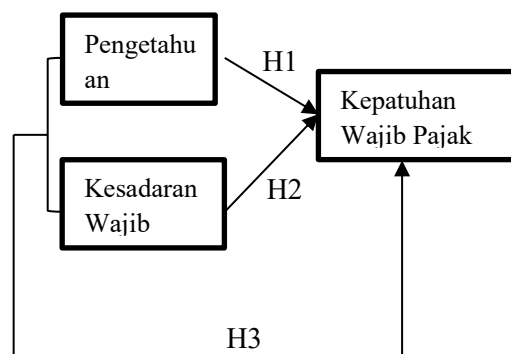 Pengetahu
an
H1
Kepatuhan
Wajib Pajak
Kesadaran
Wajib
H2
H3